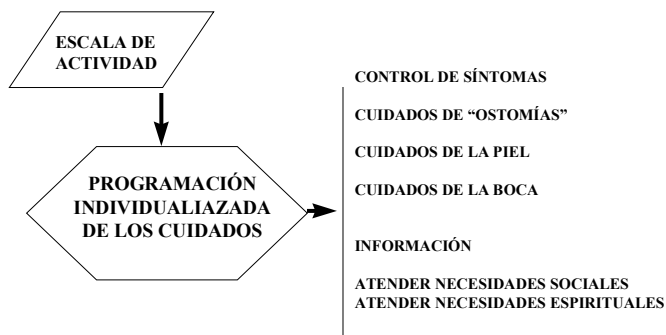 ESCALA DE
ACTIVIDAD
PROGRAMACIÓN
INDIVIDUALIAZADA
DE LOS CUIDADOS
CONTROL DE SÍNTOMAS
CUIDADOS DE “OSTOMÍAS”
CUIDADOS DE LA PIEL
CUIDADOS DE LA BOCA
INFORMACIÓN
ATENDER NECESIDADES SOCIALES
ATENDER NECESIDADES ESPIRITUALES